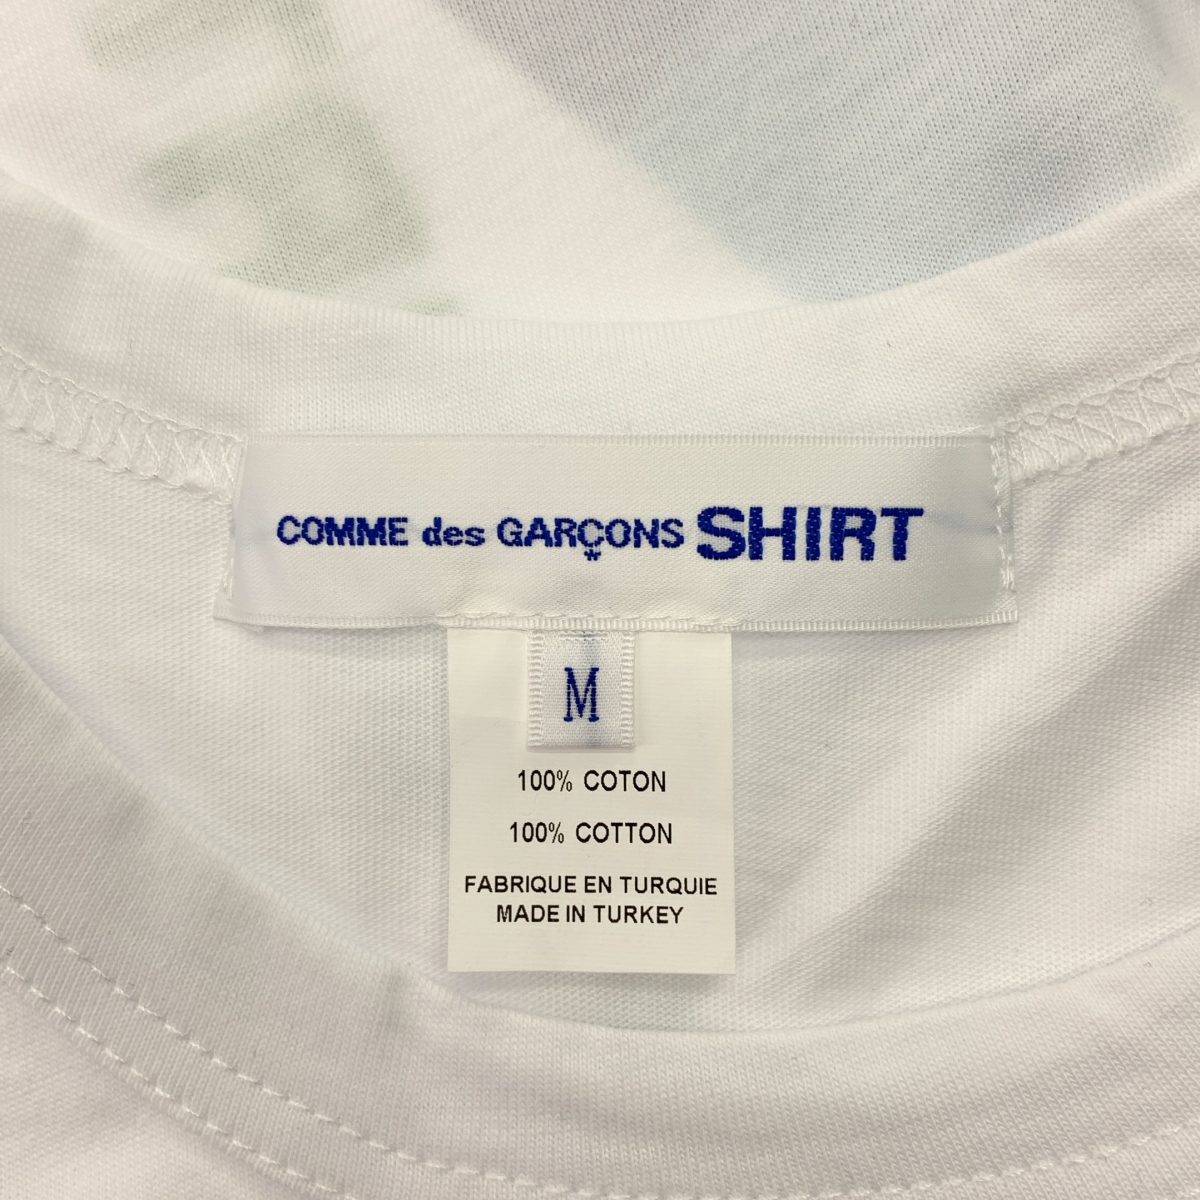 COMME des GARÇONS SHIRT
M
100% COTON
100% COTTON
FABRIQUE EN TURQUIE
MADE IN TURKEY